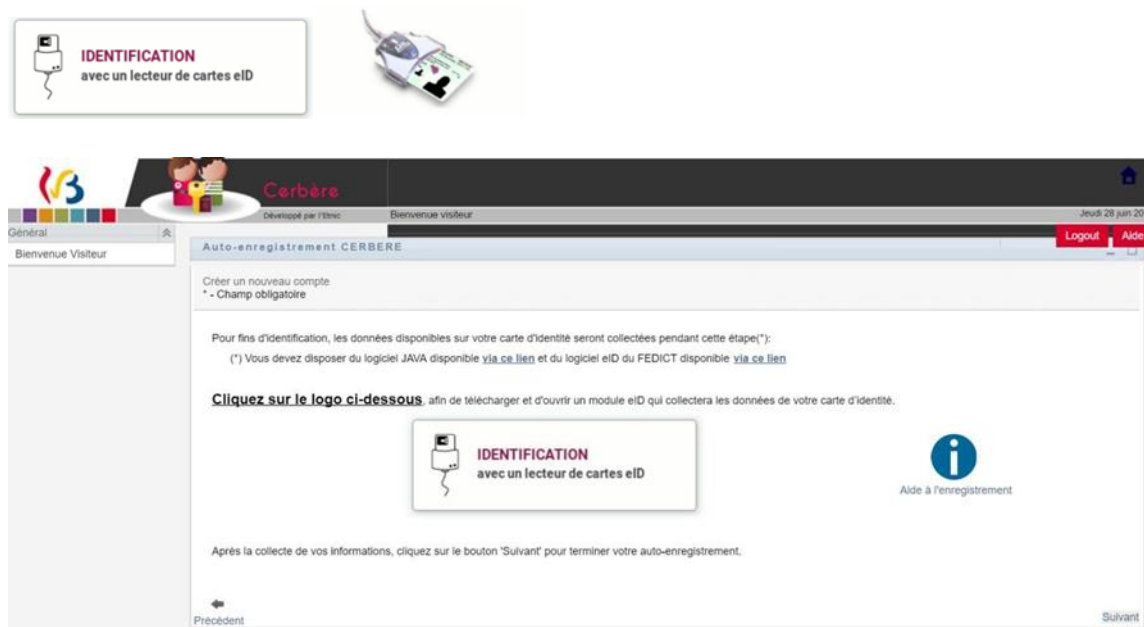 IDENTIFICATION
avec un lecteur de cartes eID
Cerbère
Développé par l'Etnic
Bienvenue visiteur
Jeudi 28 juin 20
Général
Bienvenue Visiteur
Logout
Aide
Auto-enregistrement CERBERE
Créer un nouveau compte
* - Champ obligatoire
Pour fins d'identification, les données disponibles sur votre carte d'identité seront collectées pendant cette étape(*):
(*) Vous devez disposer du logiciel JAVA disponible via ce lien et du logiciel eID du FEDICT disponible via ce lien
Cliquez sur le logo ci-dessous, afin de télécharger et d'ouvrir un module eID qui collectera les données de votre carte d'identité.
IDENTIFICATION
avec un lecteur de cartes eID
Aide à l'enregistrement
Après la collecte de vos informations, cliquez sur le bouton 'Suivant' pour terminer votre auto-enregistrement.
Précédent
Suivant